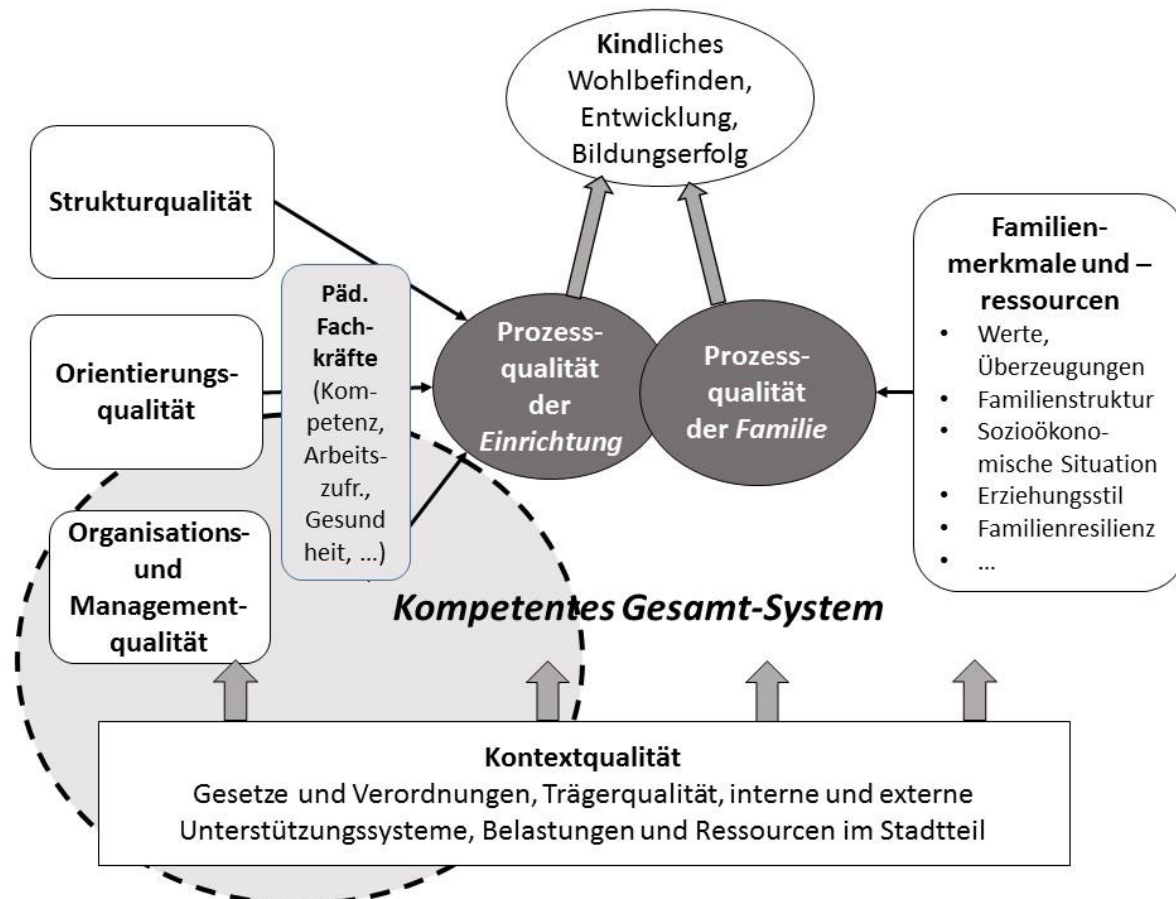 Kindliches
Wohlbefinden,
Entwicklung,
Bildungserfolg
Strukturqualität
Orientierungs-
qualität
Organisations-
und
Management-
qualität
Päd.
Fach-
kräfte
(Kom-
petenz,
Arbeits-
zufr.,
Gesund
heit, ...)
Prozess-
qualität
der
Einrichtung
Prozess-
qualität
der Familie
Familien-
merkmale und –
ressourcen
• Werte,
Überzeugungen
• Familienstruktur
• Sozioökono-
mische Situation
• Erziehungsstil
• Familienresilienz
• ...
Kompetentes Gesamt-System
Kontextqualität
Gesetze und Verordnungen, Trägerqualität, interne und externe
Unterstützungssysteme, Belastungen und Ressourcen im Stadtteil